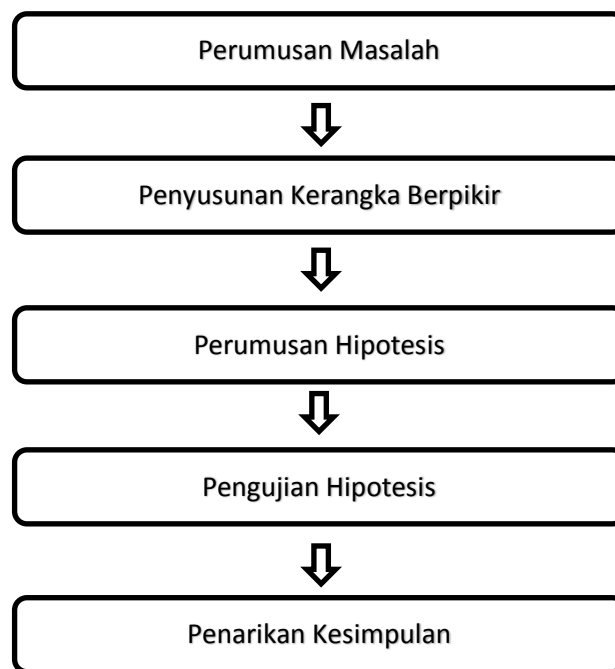 Perumusan Masalah
Penyusunan Kerangka Berpikir
Perumusan Hipotesis
Pengujian Hipotesis
Penarikan Kesimpulan